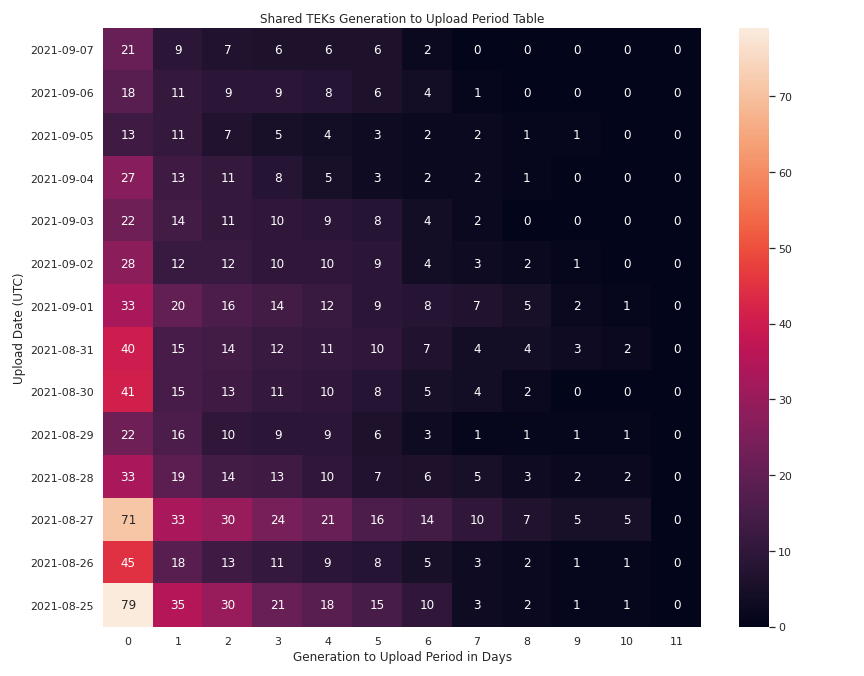 Shared TEKs Generation to Upload Period Table
Upload Date (UTC)
2021-09-07 21 9 7 6 6 6 2 0 0 0 0 0
2021-09-06 18 11 9 9 8 6 4 1 0 0 0 0
2021-09-05 13 11 7 5 4 3 2 2 1 1 0 0
2021-09-04 27 13 11 8 5 3 2 2 1 0 0 0
2021-09-03 22 14 11 10 9 8 4 2 0 0 0 0
2021-09-02 28 12 12 10 10 9 4 3 2 1 0 0
2021-09-01 33 20 16 14 12 9 8 7 5 2 1 0
2021-08-31 40 15 14 12 11 10 7 4 4 3 2 0
2021-08-30 41 15 13 11 10 8 5 4 2 0 0 0
2021-08-29 22 16 10 9 9 6 3 1 1 1 1 0
2021-08-28 33 19 14 13 10 7 6 5 3 2 2 0
2021-08-27 71 33 30 24 21 16 14 10 7 5 5 0
2021-08-26 45 18 13 11 9 8 5 3 2 1 1 0
2021-08-25 79 35 30 21 18 15 10 3 2 1 1 0
0 1 2 3 4 5 6 7 8 9 10 11
Generation to Upload Period in Days
70
60
50
40
30
20
10
0